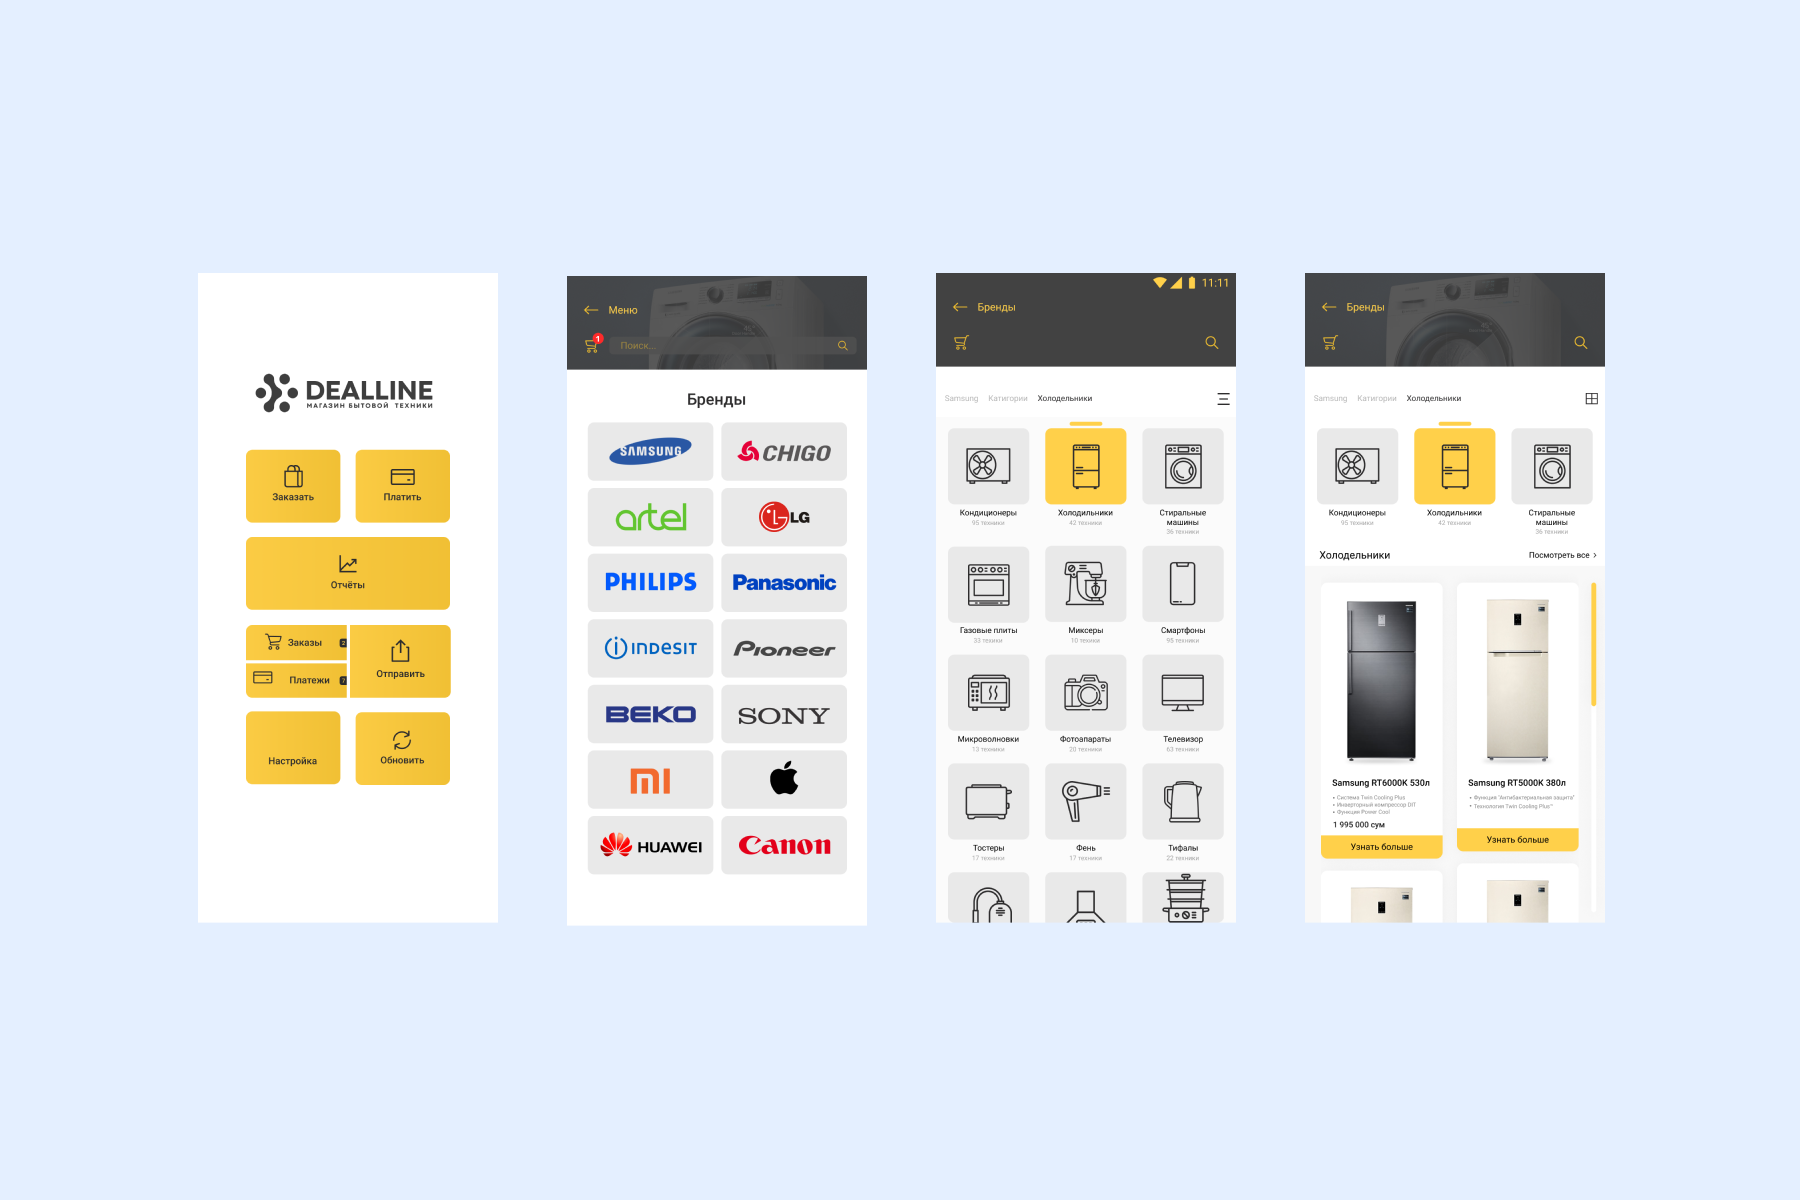 DEALLINE
МАГАЗИН БЫТОВОЙ ТЕХНИКИ
Заказать
Платить
Отчёты
Заказы 2
Платежи 7
Отправить
Настройка
Обновить
Меню
1
Поиск...
Бренды
SAMSUNG
CHIGO
artel
LG
PHILIPS
Panasonic
indesit
Pioneer
BEKO
SONY
mi
HUAWEI
Canon
11:11
Бренды
Samsung Катигории Холодельники
Кондиционеры
95 техники
Холодильники
42 техники
Стиральные
машины
36 техники
Газовые плиты
33 техники
Миксеры
10 техники
Смартфоны
95 техники
Микроволновки
13 техники
Фотоапараты
20 техники
Телевизор
63 техники
Тостеры
17 техники
Фень
17 техники
Тифалы
22 техники
Бренды
Samsung Катигории Холодельники
Кондиционеры
95 техники
Холодильники
42 техники
Стиральные
машины
36 техники
Холодельники
Посмотреть все
Samsung RT6000K 530л
• Система Twin Cooling Plus
• Инверторный компрессор DIT
• Функция Power Cool
1 995 000 сум
Узнать больше
Samsung RT5000K 380л
• Функция "Антибактериальная защита"
• Технология Twin Cooling Plus™
Узнать больше